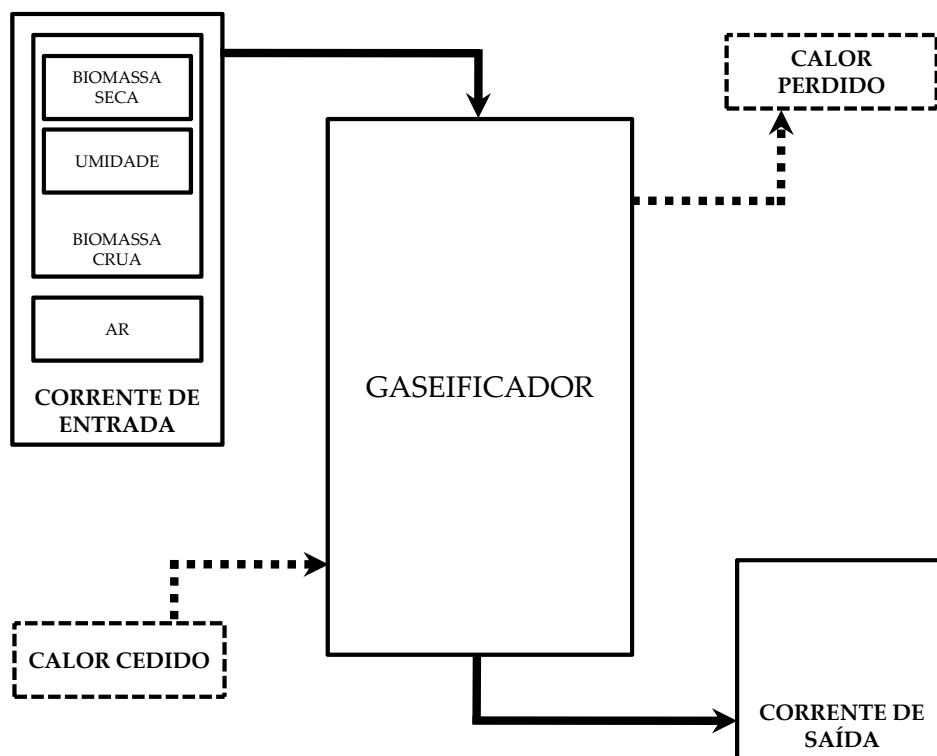 BIOMASSA
SECA
UMIDADE
BIOMASSA
CRUA
AR
CORRENTE DE
ENTRADA
CALOR
PERDIDO
GASEIFICADOR
CALOR CEDIDO
CORRENTE DE
SAÍDA